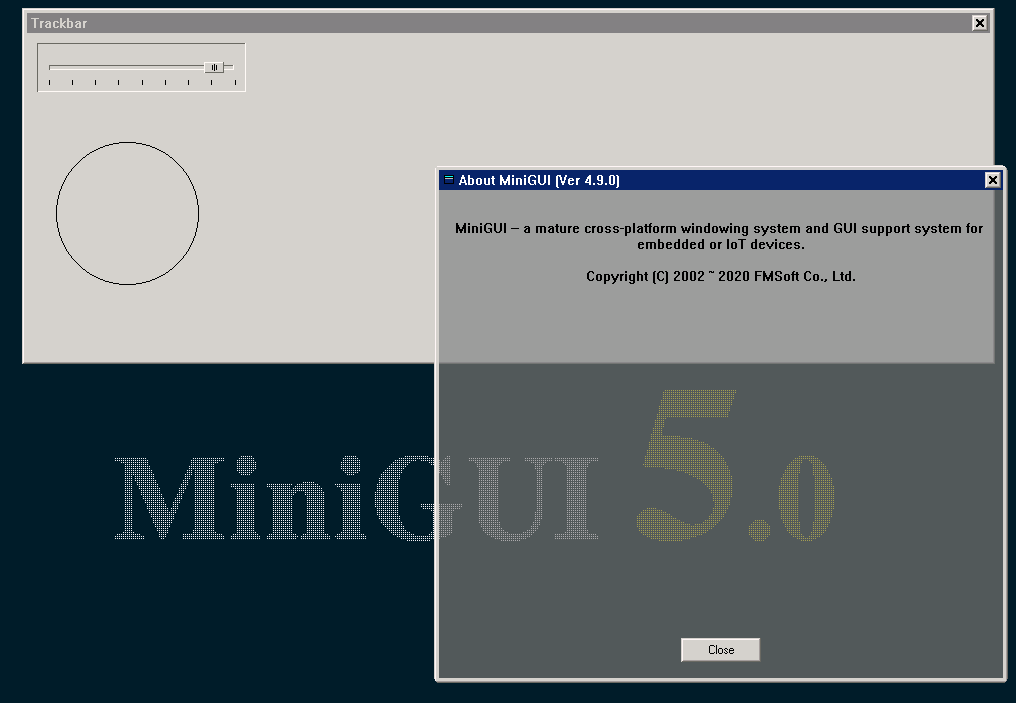 Trackbar
About MiniGUI (Ver 4.9.0)
MiniGUI – a mature cross-platform windowing system and GUI support system for
embedded or IoT devices.
Copyright (C) 2002 ~ 2020 FMSoft Co., Ltd.
MiniGUI 5.0
Close